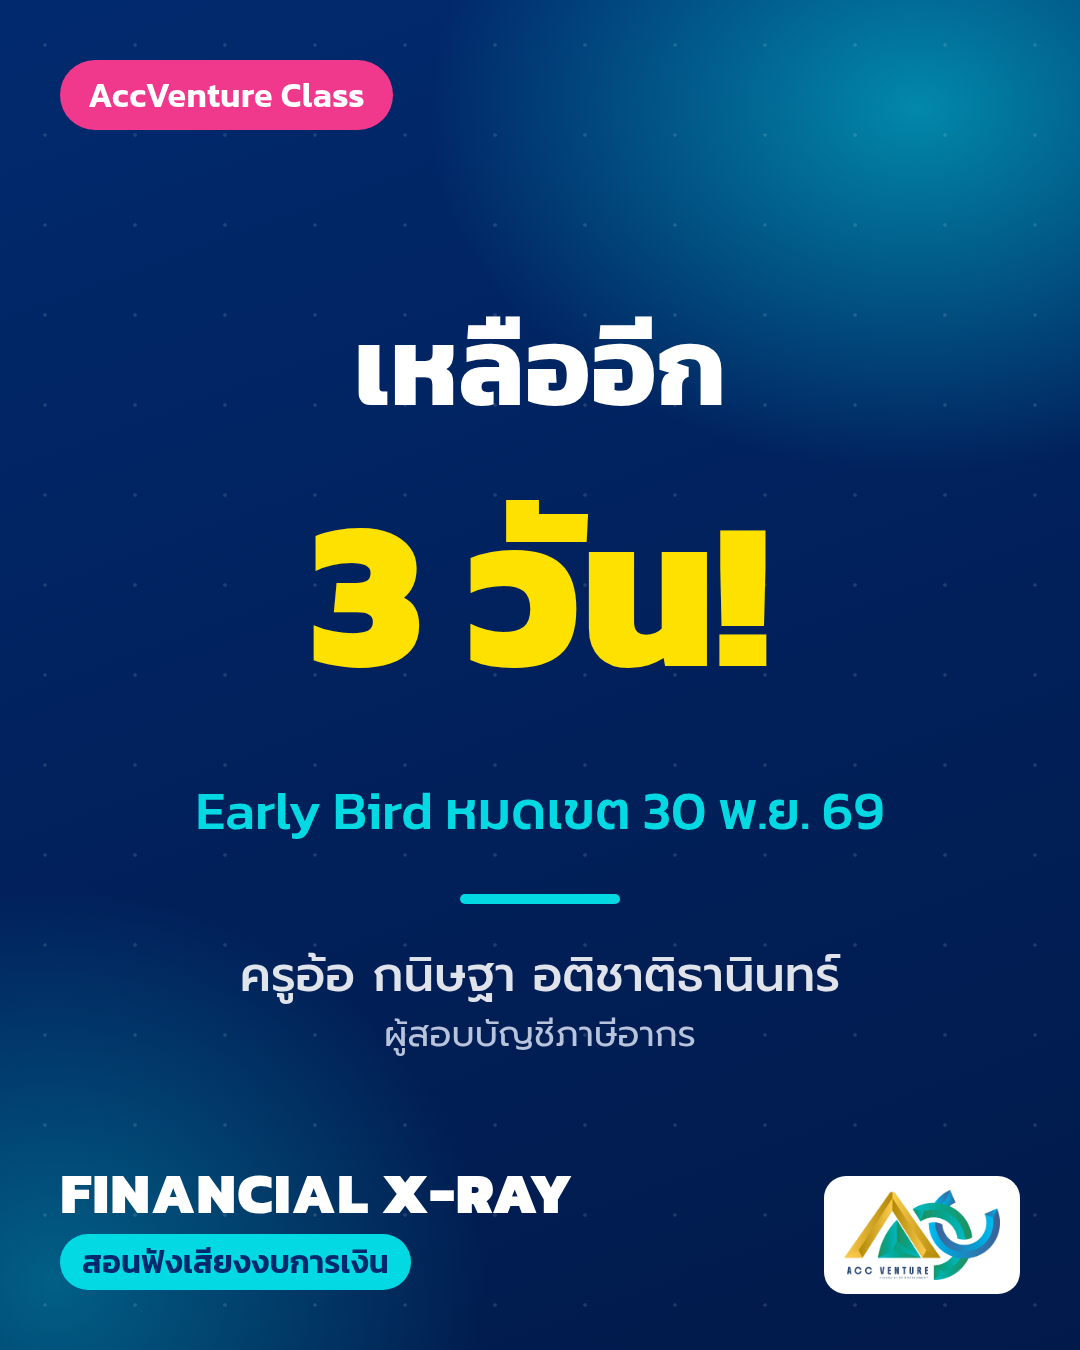 AccVenture Class
เหลืออีก
3 วัน!
Early Bird หมดเขต 30 พ.ย. 69
ครูอ้อ กนิษฐา อติชาติธานินทร์
ผู้สอบบัญชีภาษีอากร
FINANCIAL X-RAY
สอนฟังเสียงงบการเงิน
ACC VENTURE